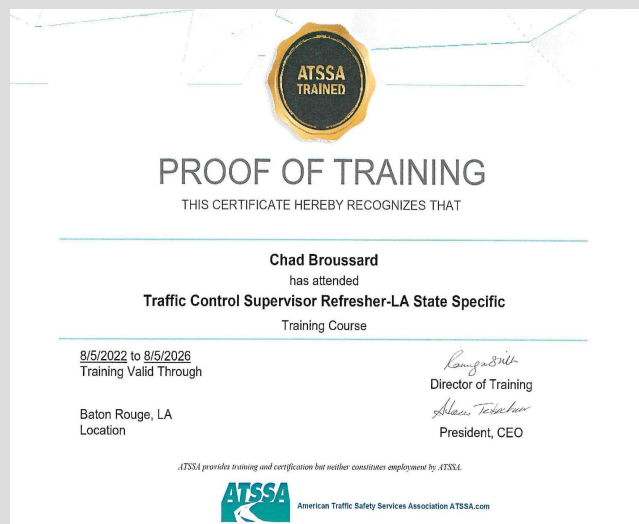 ATSSA
TRAINED
PROOF OF TRAINING
THIS CERTIFICATE HEREBY RECOGNIZES THAT
Chad Broussard
has attended
Traffic Control Supervisor Refresher-LA State Specific
Training Course
8/5/2022 to 8/5/2026
Training Valid Through
Director of Training
Baton Rouge, LA
Location
President, CEO
ATSSA provides training and certification but neither constitutes employment by ATSSA.
ATSSA
American Traffic Safety Services Association ATSSA.com